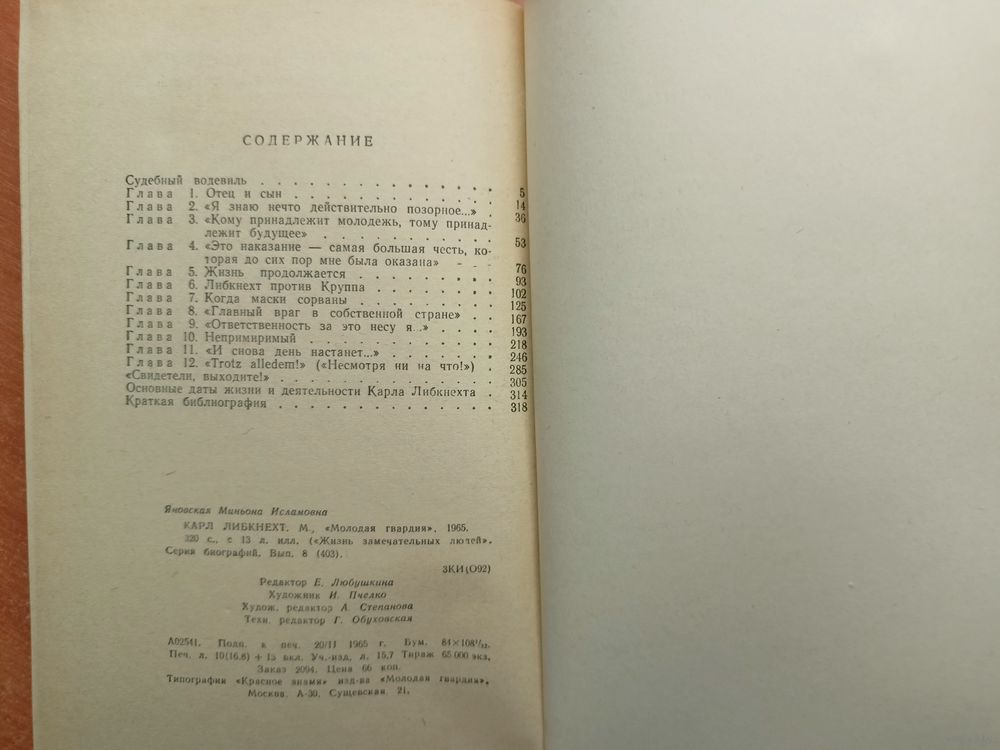 СОДЕРЖАНИЕ
Судебный водевиль . . . . . . . . . . . . . . 5
Глава 1. Отец и сын . . . . . . . . . . . . 14
Глава 2. «Я знаю нечто действительно позорное...» . 36
Глава 3. «Кому принадлежит молодежь, тому принад-
лежит будущее» . . . . . . . . . . 53
Глава 4. «Это наказание — самая большая честь, ко-
торая до сих пор мне была оказана» - - - 76
Глава 5. Жизнь продолжается . . . . . . . . 93
Глава 6. Либкнехт против Круппа . . . . . . . 102
Глава 7. Когда маски сорваны . . . . . . . . 125
Глава 8. «Главный враг в собственной стране» . . 167
Глава 9. «Ответственность за это несу я...» . . . . 193
Глава 10. Непримиримый . . . . . . . . . . . 218
Глава 11. «И снова день настанет...» . . . . . . 246
Глава 12. «Trotz alledem!» («Несмотря ни на что!») . 285
«Свидетели, выходите!» . . . . . . . . . . . . . 305
Основные даты жизни и деятельности Карла Либкнехта . 314
Краткая библиография . . . . . . . . . . . . . 318
Яновская Миньона Исламовна
КАРЛ ЛИБКНЕХТ. М., «Молодая гвардия», 1965.
320 с., с 13 л. илл. («Жизнь замечательных людей».
Серия биографий. Вып. 8 (403).
3КИ(092)
Редактор Е. Любушкина
Художник И. Пчелко
Худож. редактор А. Степанова
Техн. редактор Г. Обуховская
А02541. Подп. к печ. 20/II 1965 г. Бум. 84×108¹/₃₂.
Печ. л. 10(16,8) + 13 вкл. Уч.-изд. л. 15,7 Тираж 65 000 экз.
Заказ 2094. Цена 66 коп.
Типография «Красное знамя» изд-ва «Молодая гвардия».
Москва, А-30, Сущевская, 21.